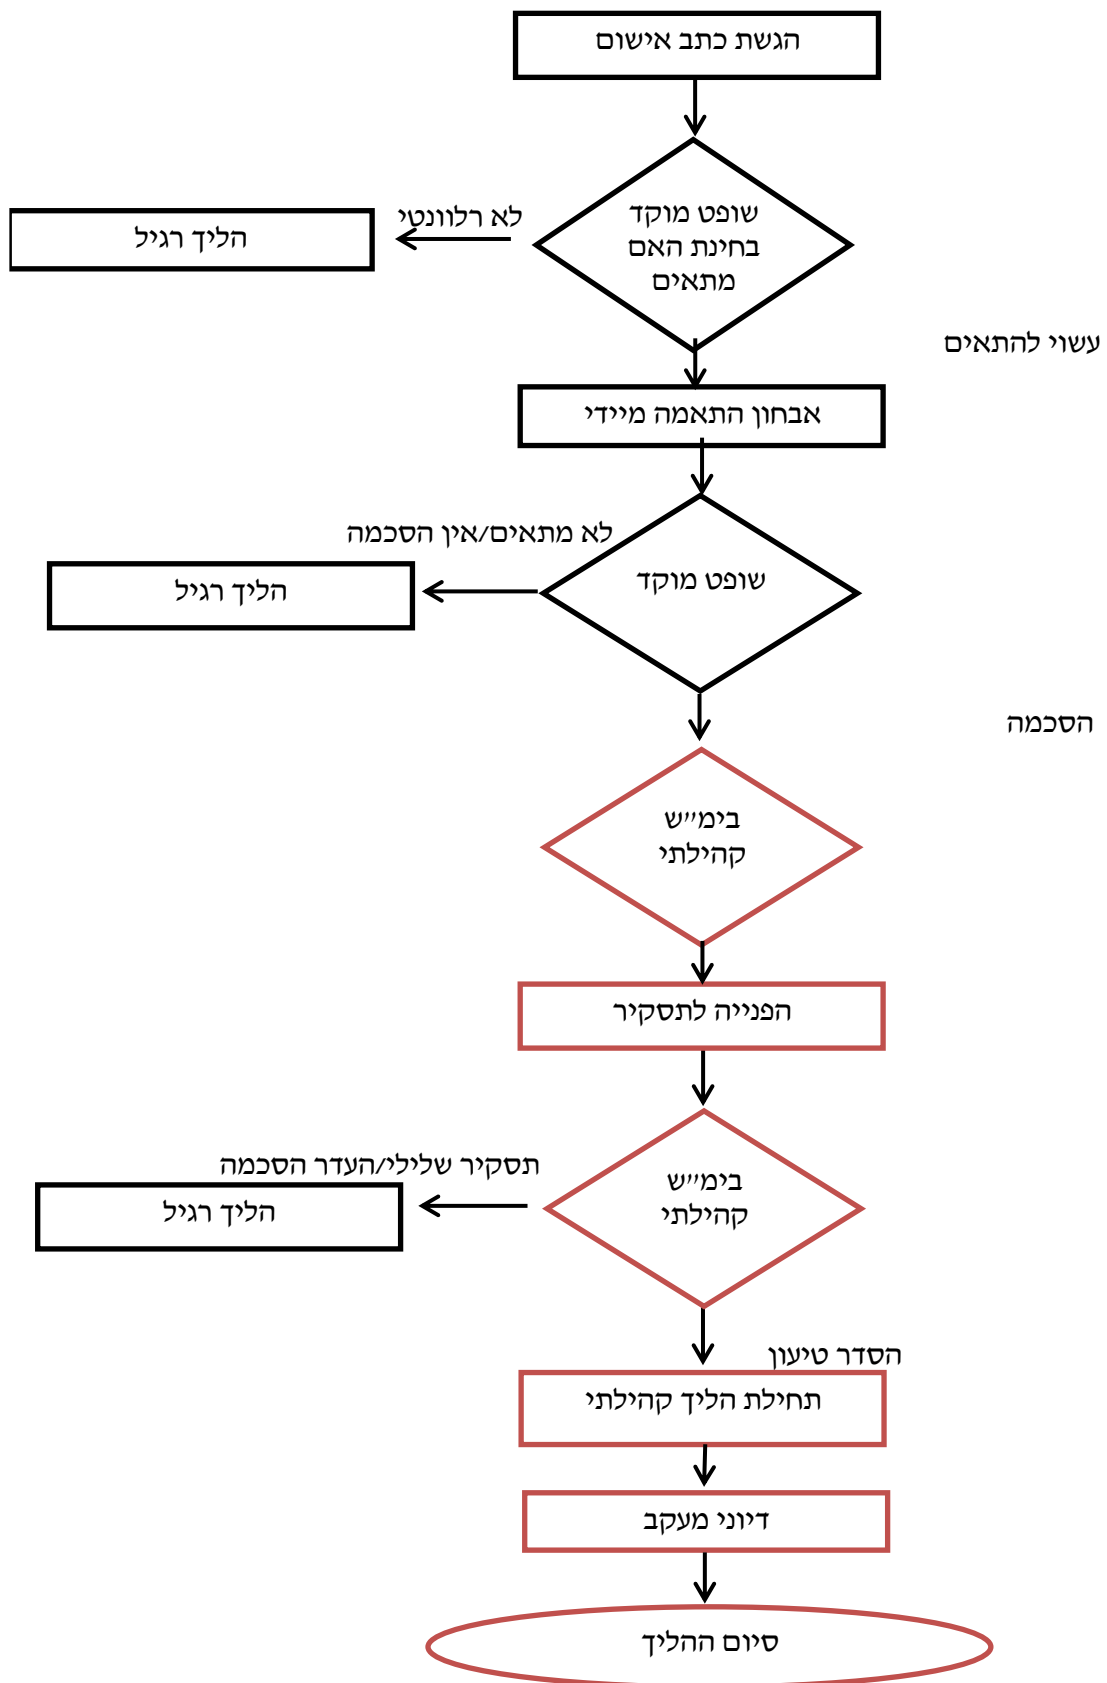 הגשת כתב אישום
לא רלוונטי
שופט מוקד
בחינת האם
מתאים
הליך רגיל
עשוי להתאים
אבחון התאמה מיידי
לא מתאים/אין הסכמה
שופט מוקד
הליך רגיל
הסכמה
בימ״ש
קהילתי
הפנייה לתסקיר
תסקיר שלילי/העדר הסכמה
בימ״ש
קהילתי
הליך רגיל
הסדר טיעון
תחילת הליך קהילתי
דיוני מעקב
סיום ההליך